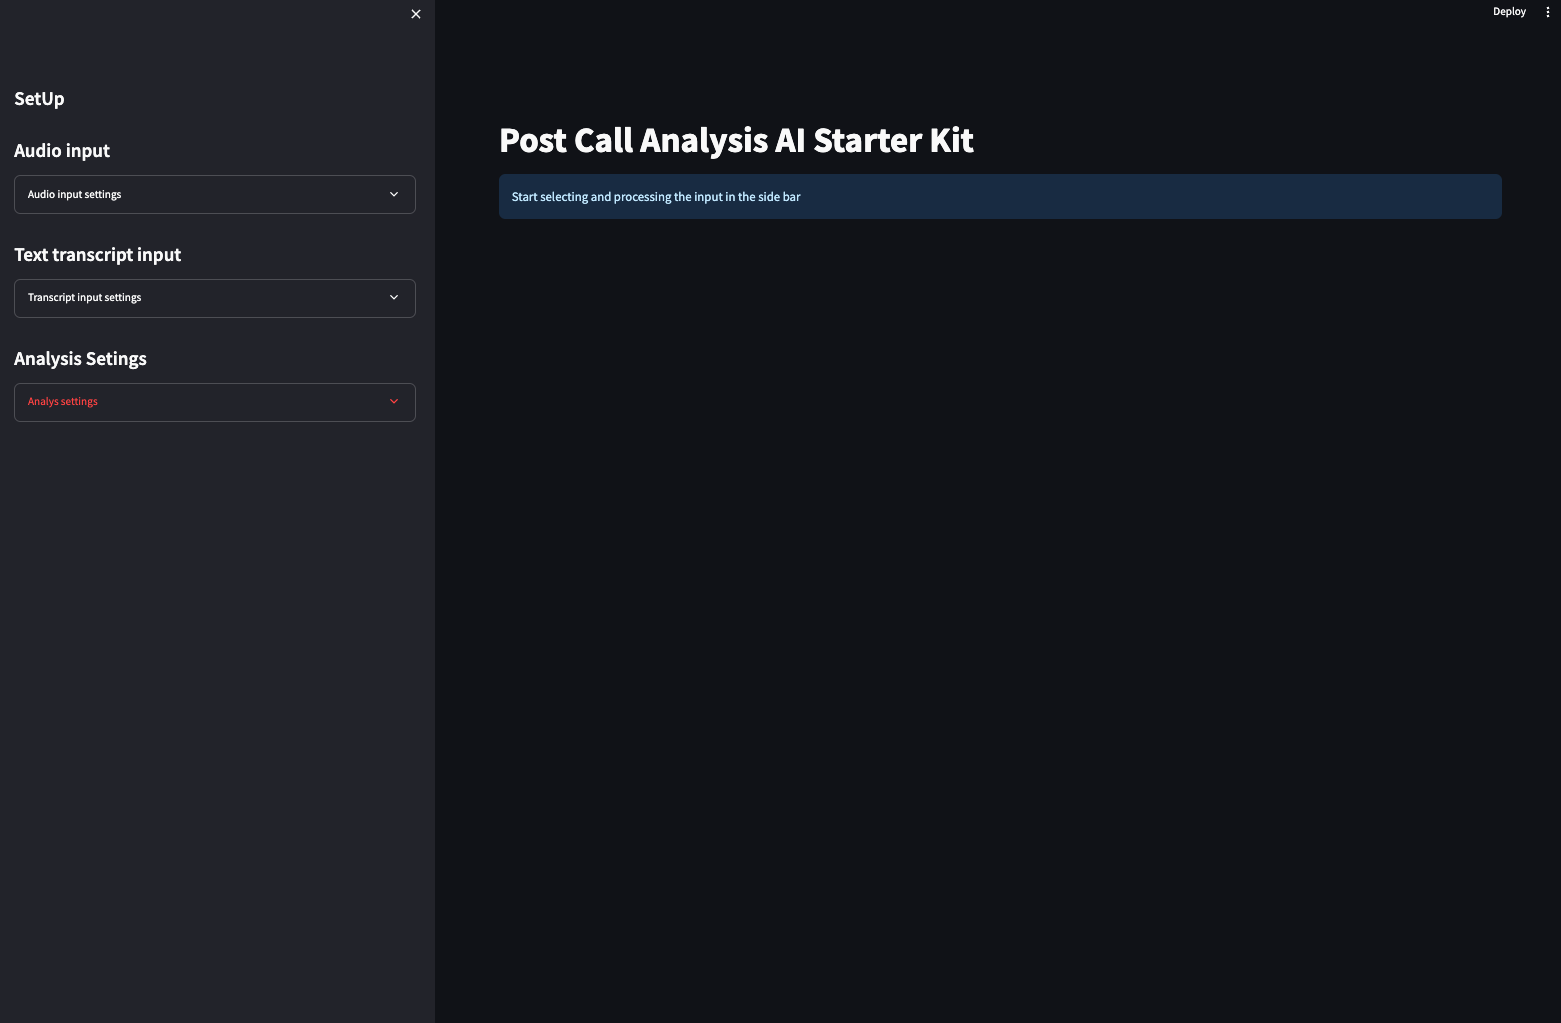 Deploy
SetUp
Audio input
Audio input settings
Text transcript input
Transcript input settings
Analysis Setings
Analys settings
Post Call Analysis AI Starter Kit
Start selecting and processing the input in the side bar